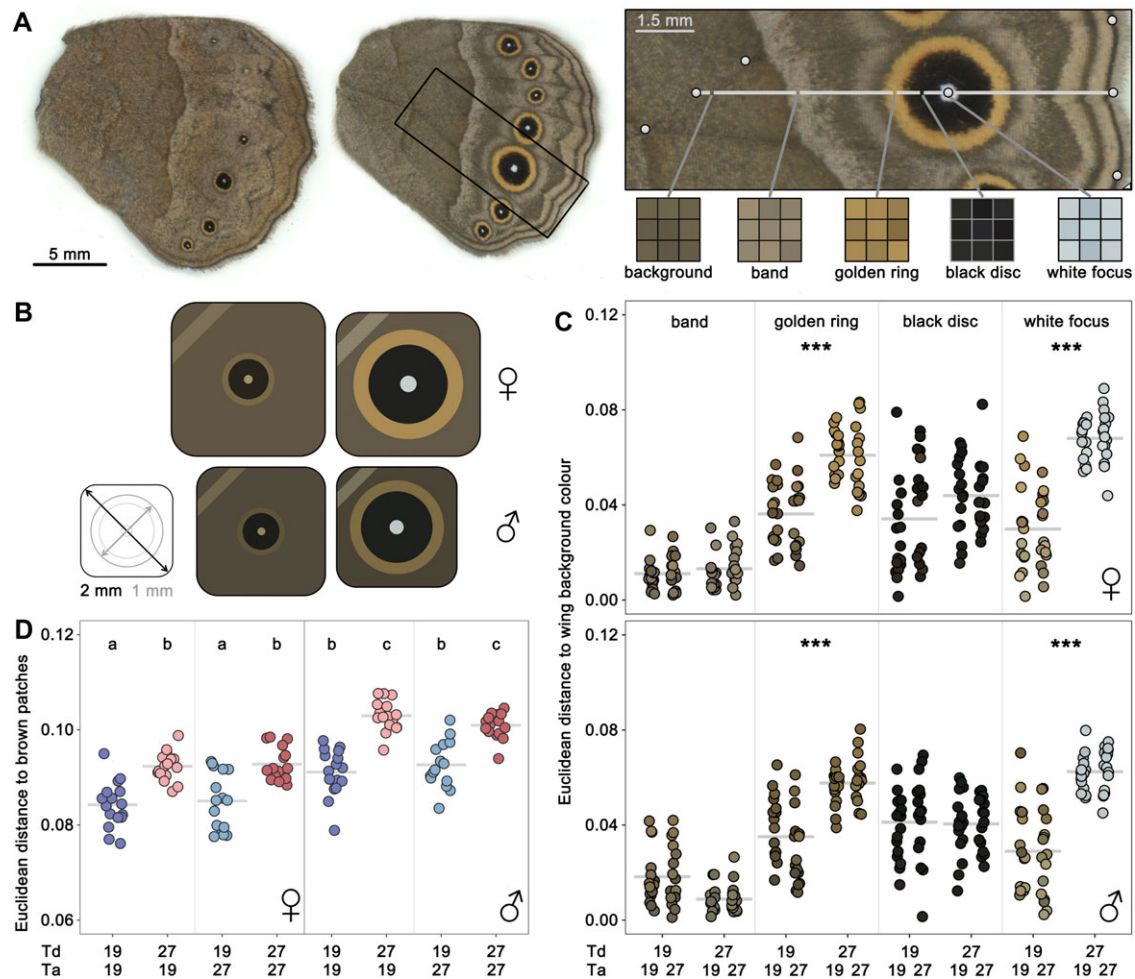 A
5 mm
1.5 mm
background band golden ring black disc white focus
B
♀
♂
2 mm 1 mm
C
Euclidean distance to wing background colour
0.12
0.08
0.04
0.00
band golden ring black disc white focus
*** ***
♀
0.12
0.08
0.04
0.00
*** ***
♂
Td 19 27 19 27 19 27 19 27
Ta 19 27 19 27 19 27 19 27 19 27 19 27 19 27 19 27
D
Euclidean distance to brown patches
0.12
0.10
0.08
0.06
a b a b b c b c
♀ ♂
Td 19 27 19 27 19 27 19 27
Ta 19 19 27 27 19 19 27 27